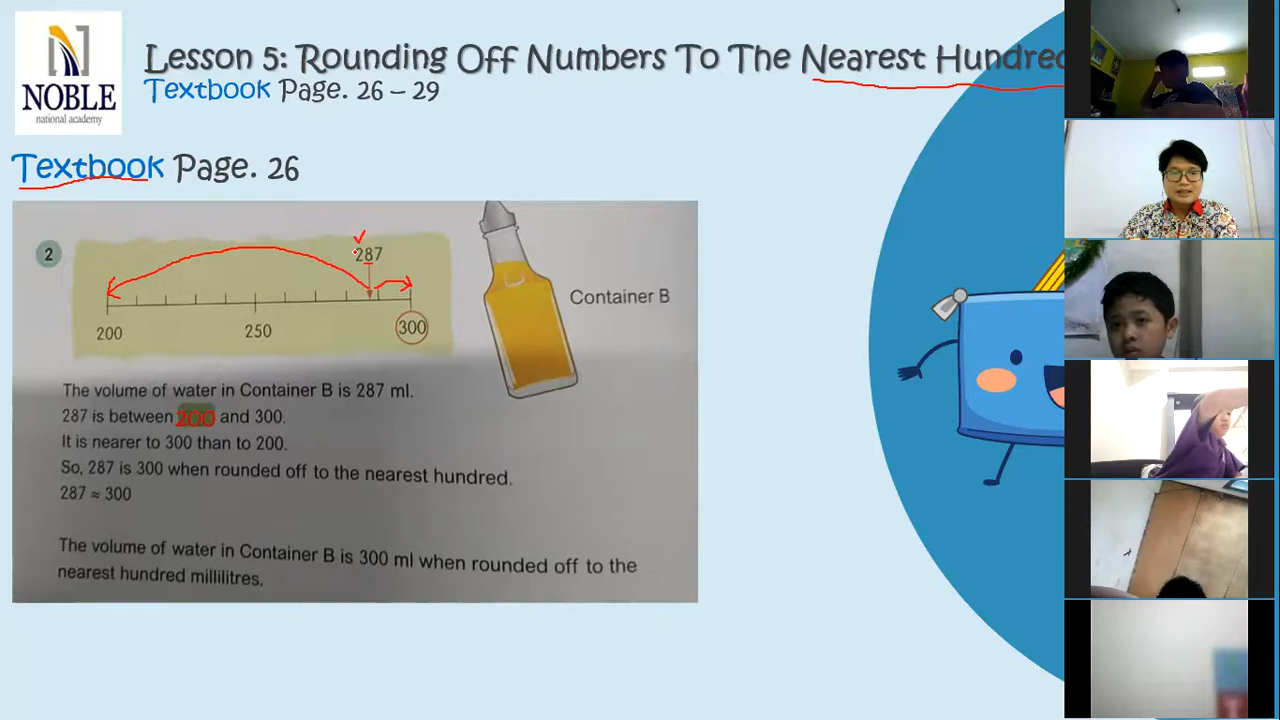 NOBLE
national academy
Lesson 5: Rounding Off Numbers To The Nearest Hundred
Textbook Page. 26 – 29
Textbook Page. 26
2
287
200
250
300
Container B
The volume of water in Container B is 287 ml.
287 is between 200 and 300.
It is nearer to 300 than to 200.
So, 287 is 300 when rounded off to the nearest hundred.
287 ≈ 300
The volume of water in Container B is 300 ml when rounded off to the
nearest hundred millilitres.